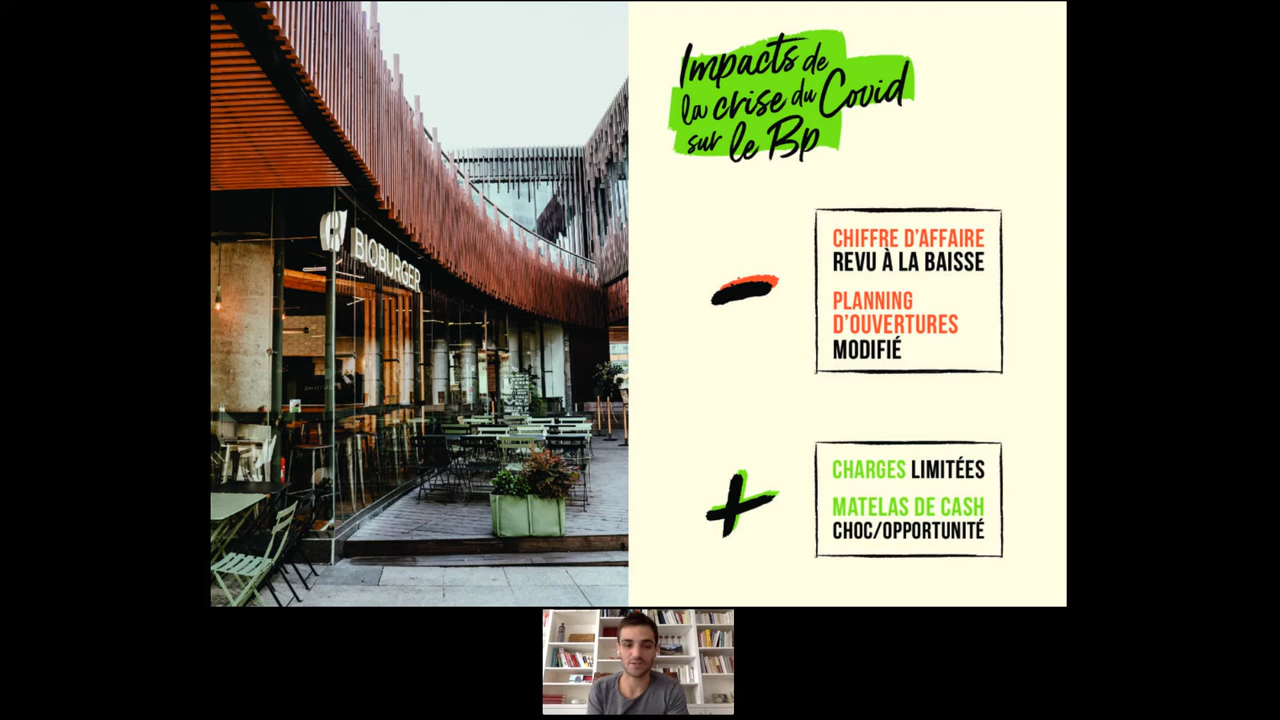 Impacts de
la crise du Covid
sur le Bp
BIOBURGER
CHIFFRE D'AFFAIRE
REVU À LA BAISSE
PLANNING
D'OUVERTURES
MODIFIÉ
CHARGES LIMITÉES
MATELAS DE CASH
CHOC/OPPORTUNITÉ